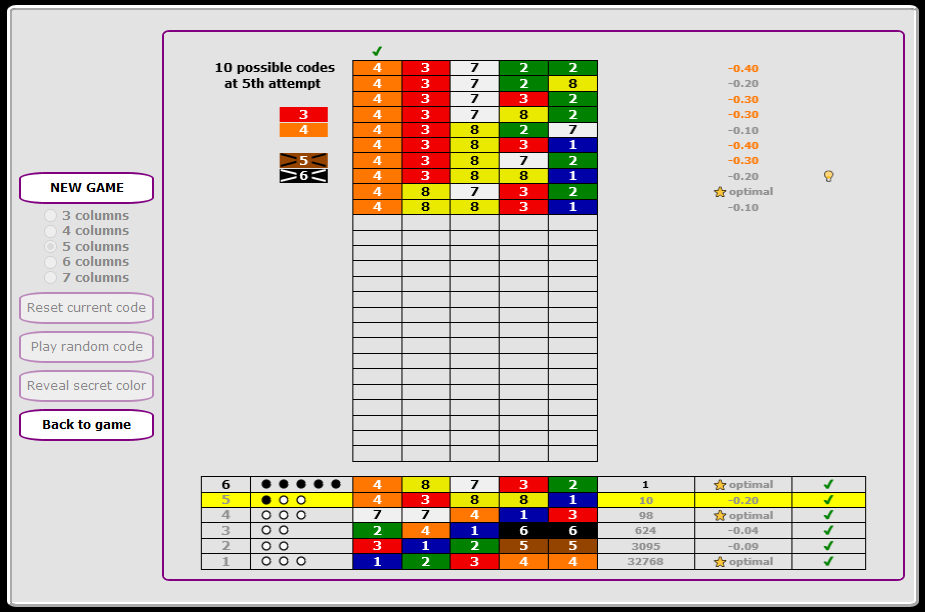 10 possible codes
at 5th attempt
3
4
5
6
4 3 7 2 2 -0.40
4 3 7 2 8 -0.20
4 3 7 3 2 -0.30
4 3 7 8 2 -0.30
4 3 8 2 7 -0.10
4 3 8 3 1 -0.40
4 3 8 7 2 -0.30
4 3 8 8 1 -0.20
4 8 7 3 2 optimal
4 8 8 3 1 -0.10
NEW GAME
3 columns
4 columns
5 columns
6 columns
7 columns
Reset current code
Play random code
Reveal secret color
Back to game
6 4 8 7 3 2 1 optimal
5 4 3 8 8 1 10 -0.20
4 7 7 4 1 3 98 optimal
3 2 4 1 6 6 624 -0.04
2 3 1 2 5 5 3095 -0.09
1 1 2 3 4 4 32768 optimal